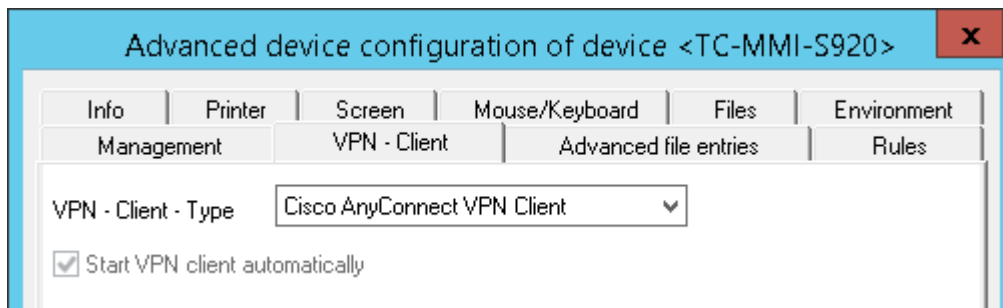 Advanced device configuration of device <TC-MMI-S920>
x
Info Printer Screen Mouse/Keyboard Files Environment
Management VPN - Client Advanced file entries Rules
VPN - Client - Type Cisco AnyConnect VPN Client
Start VPN client automatically